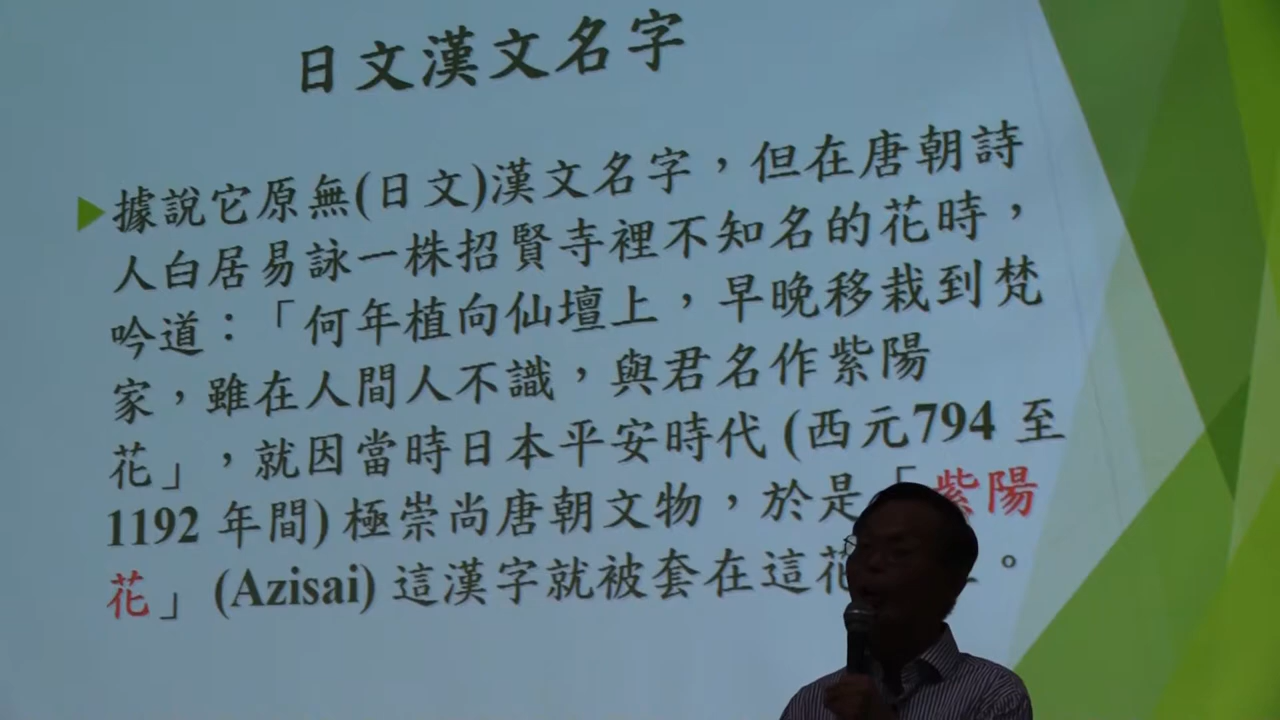 日文漢文名字
據說它原無(日文)漢文名字，但在唐朝詩
人白居易詠一株招賢寺裡不知名的花時，
吟道：「何年植向仙壇上，早晚移栽到梵
家，雖在人間人不識，與君名作紫陽
花」，就因當時日本平安時代 (西元794 至
1192 年間) 極崇尚唐朝文物，於是「紫陽
花」(Azisai) 這漢字就被套在這花。